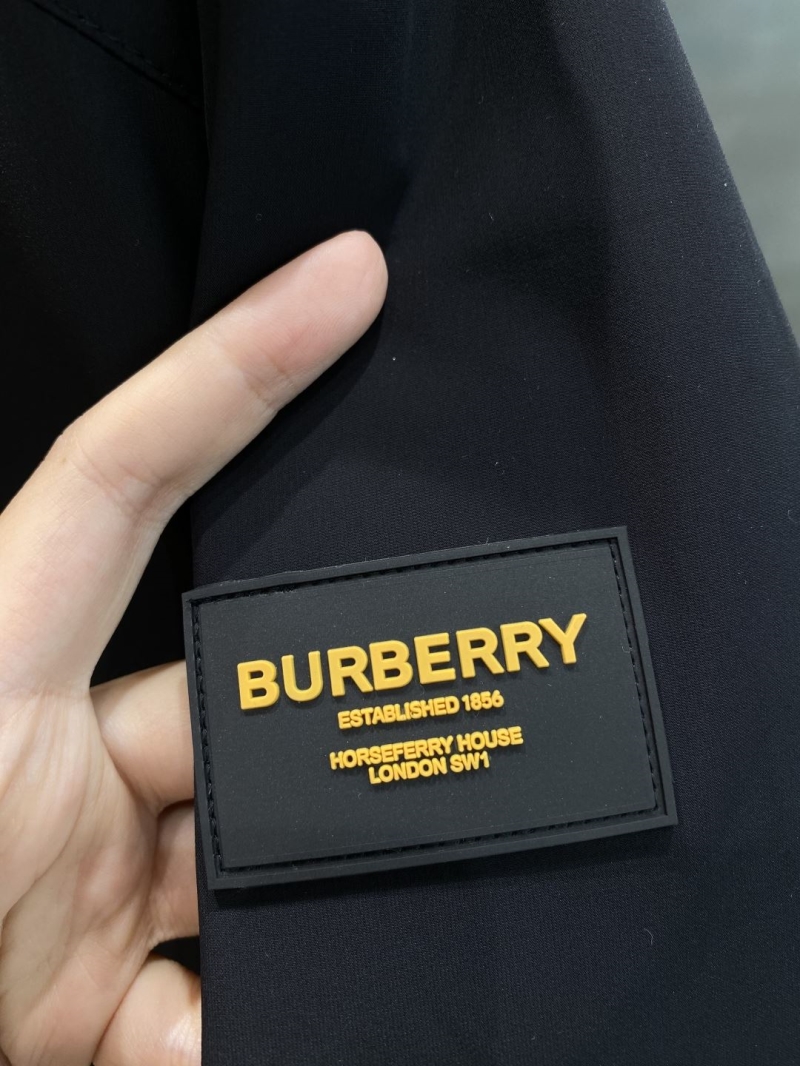 BURBERRY
ESTABLISHED 1856
HORSEFERRY HOUSE
LONDON SW1